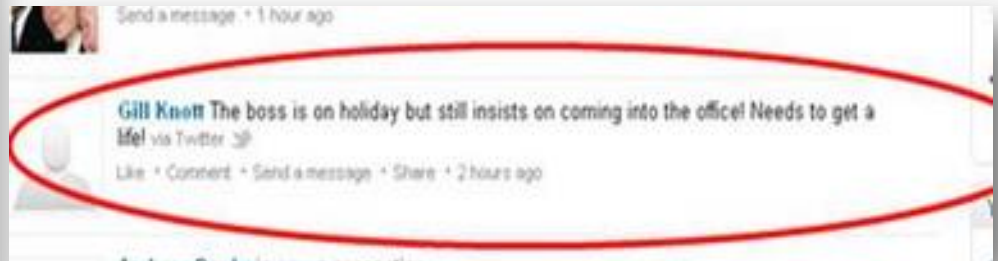 Send a message • 1 hour ago
Gill Knott The boss is on holiday but still insists on coming into the office! Needs to get a
life! via Twitter
Like • Comment • Send a message • Share • 2 hours ago